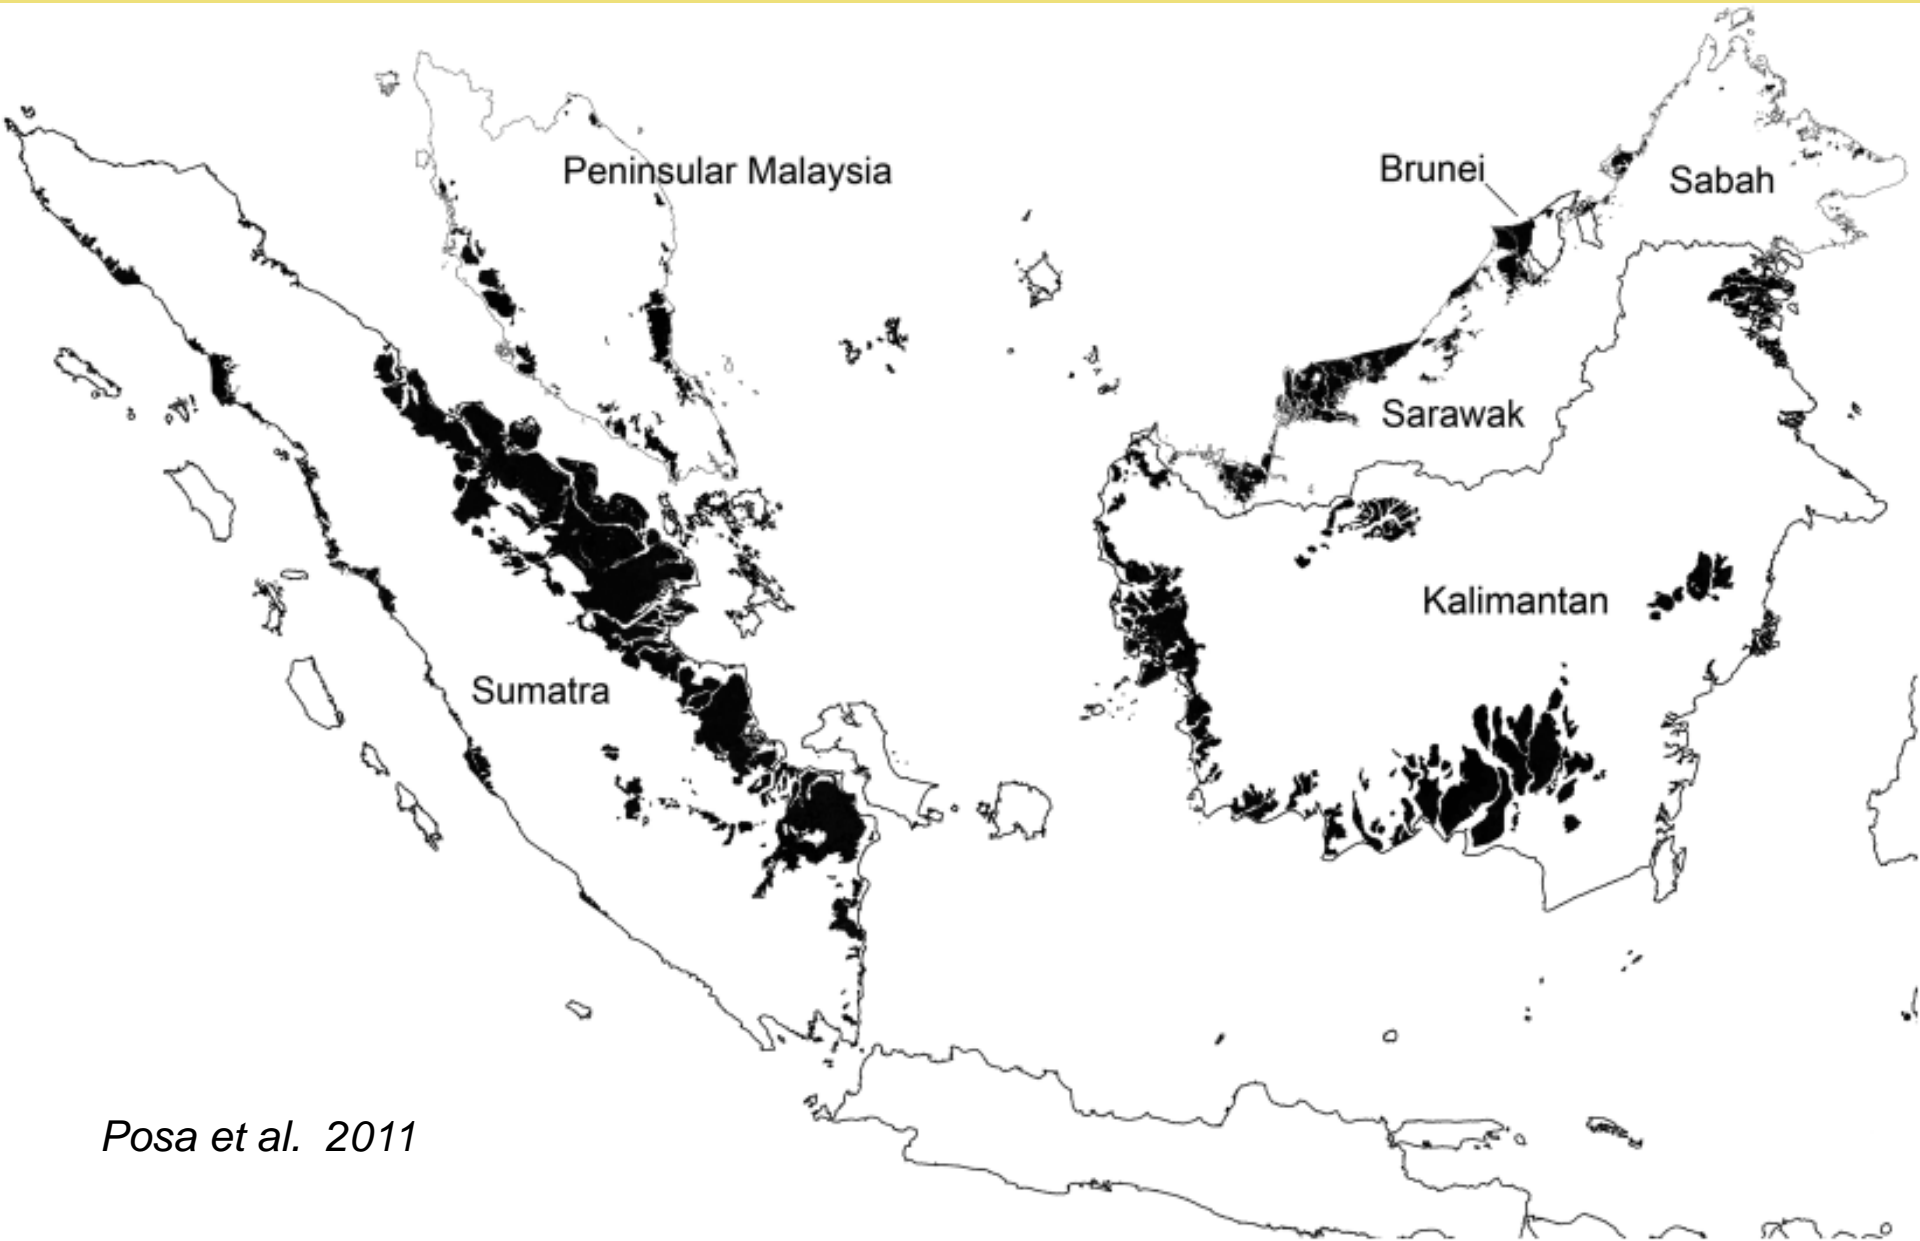 Peninsular Malaysia
Brunei
Sabah
Sarawak
Kalimantan
Sumatra
Posa et al. 2011